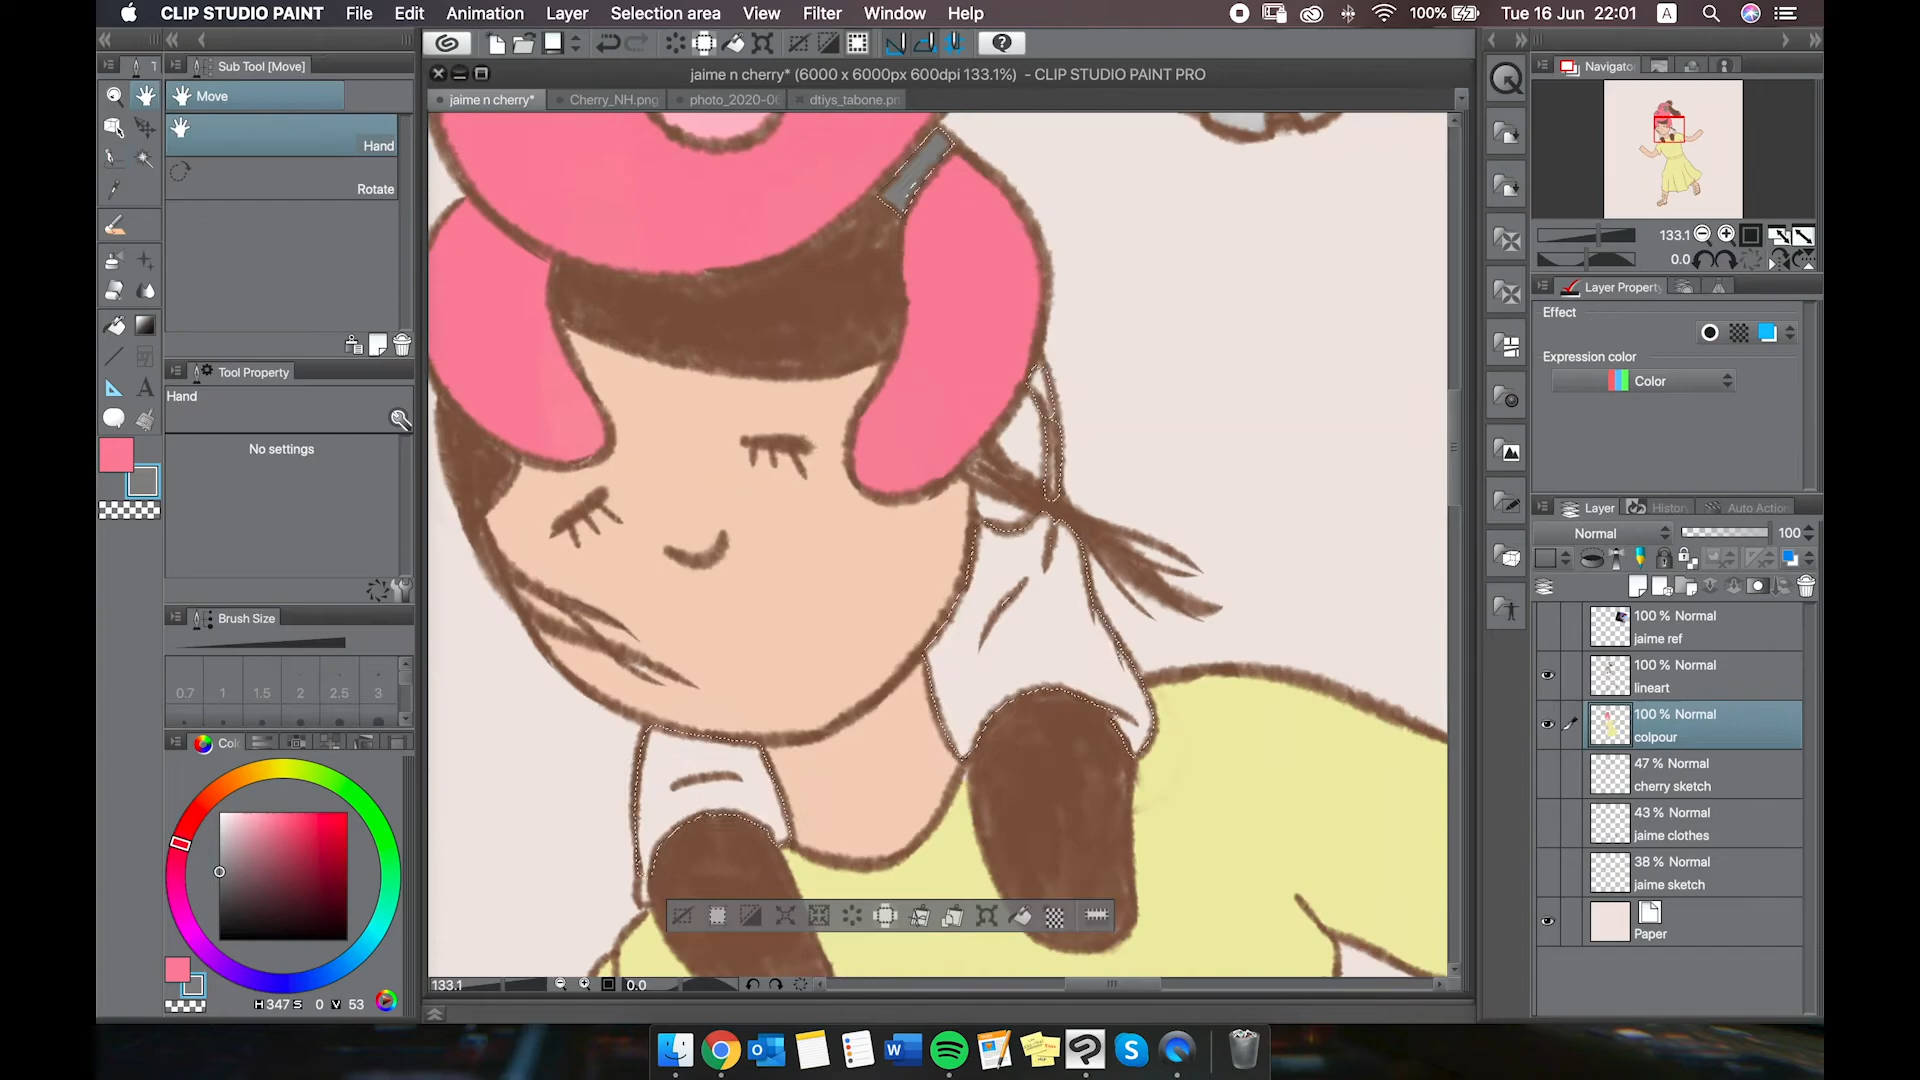 CLIP STUDIO PAINT File Edit Window Layer Selection area View Filter Window Help 100% Tue 16 Jun 22:01 A
Sub Tool [Move]
Move
Hand
Rotate
Tool Property
Hand
No settings
Brush Size
0.7 1 1.5 2 2.5 3
H 347 S 0 V 53
jaime n cherry* (6000 x 6000px 600dpi 133.1%) - CLIP STUDIO PAINT PRO
jaime n cherry* Cherry_NH.png photo_2020-06 dtiys_tabone.pn
133.1 0.0
Navigator
133.1
0.0
Layer Property
Effect
Expression color
Color
Layer History Auto Action
Normal 100
100 % Normal
jaime ref
100 % Normal
lineart
100 % Normal
colpour
47 % Normal
cherry sketch
43 % Normal
jaime clothes
38 % Normal
jaime sketch
Paper